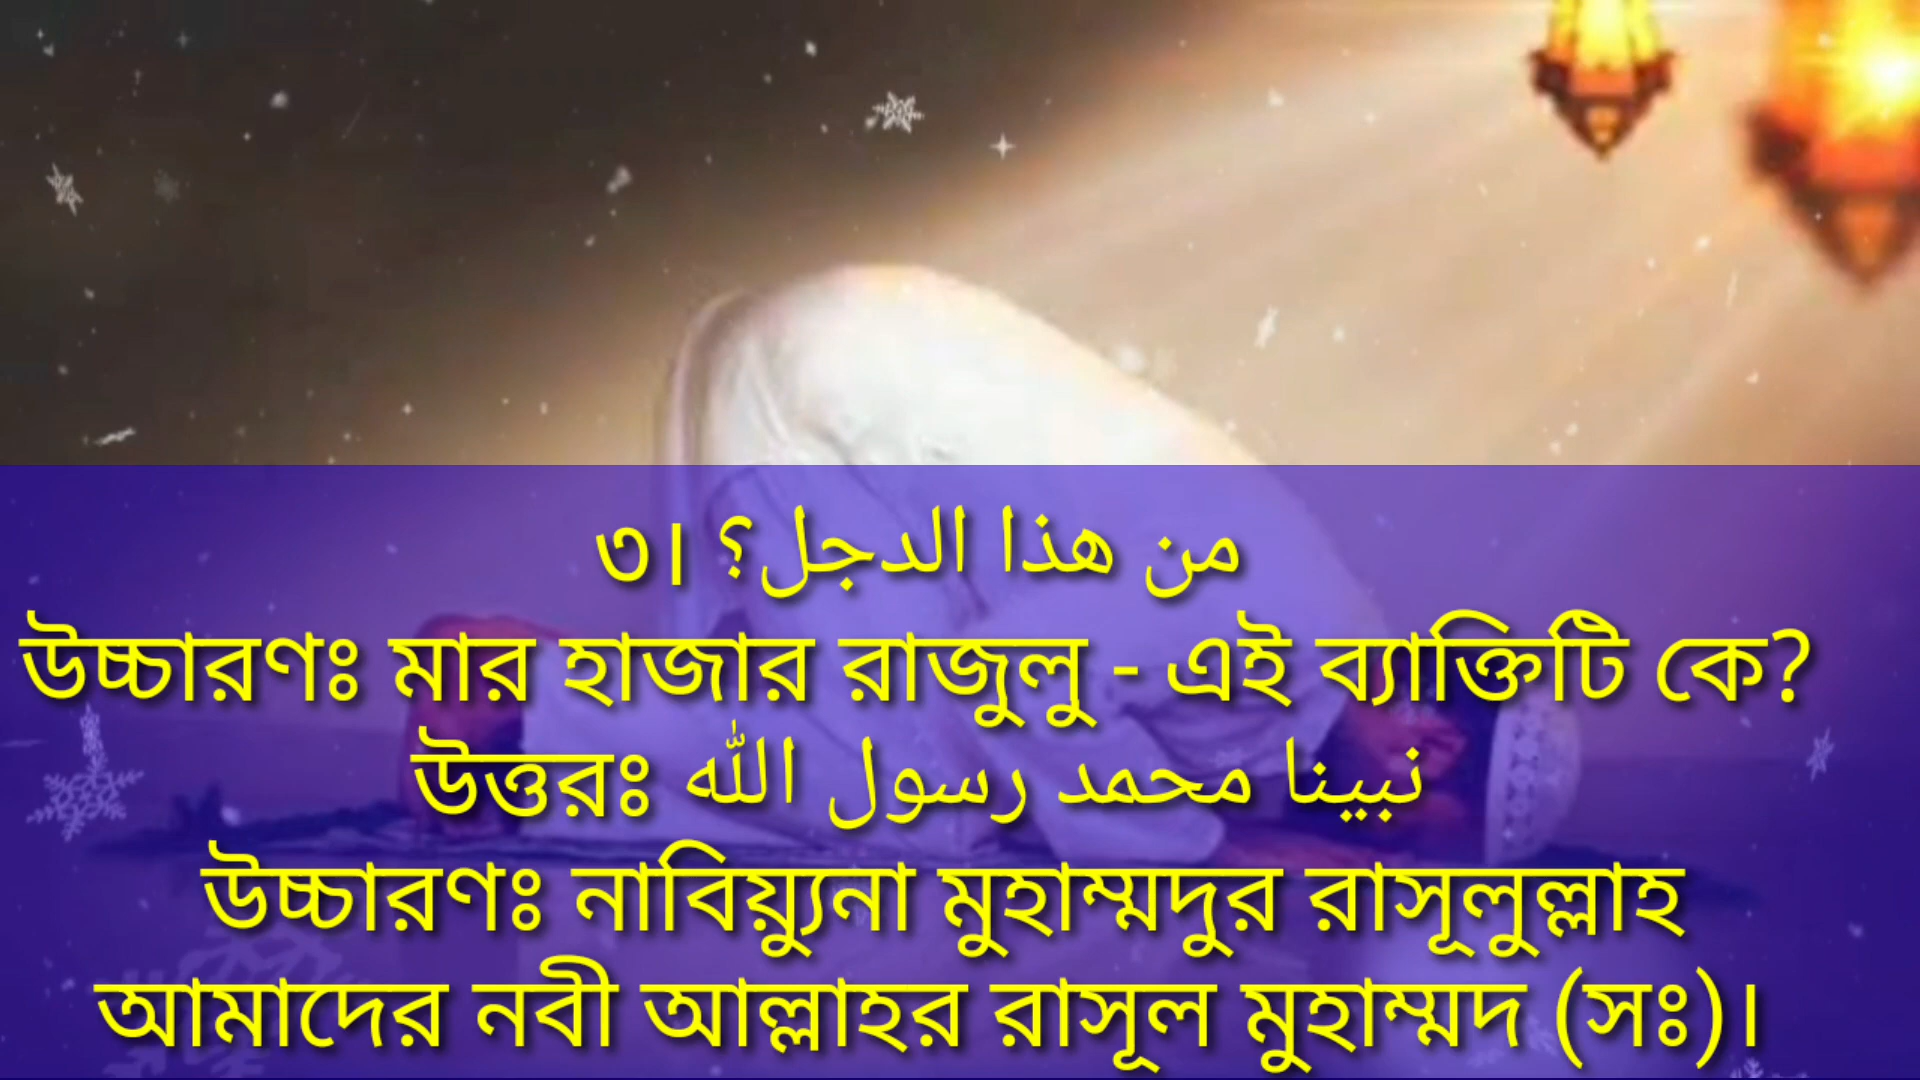 ৩। من هذا الدجل؟
উচ্চারণঃ মার হাজার রাজুলু - এই ব্যাক্তিটি কে?
উত্তরঃ نبينا محمد رسول الله
উচ্চারণঃ নাবিয়্যুনা মুহাম্মদুর রাসূলুল্লাহ
আমাদের নবী আল্লাহর রাসূল মুহাম্মদ (সঃ)।